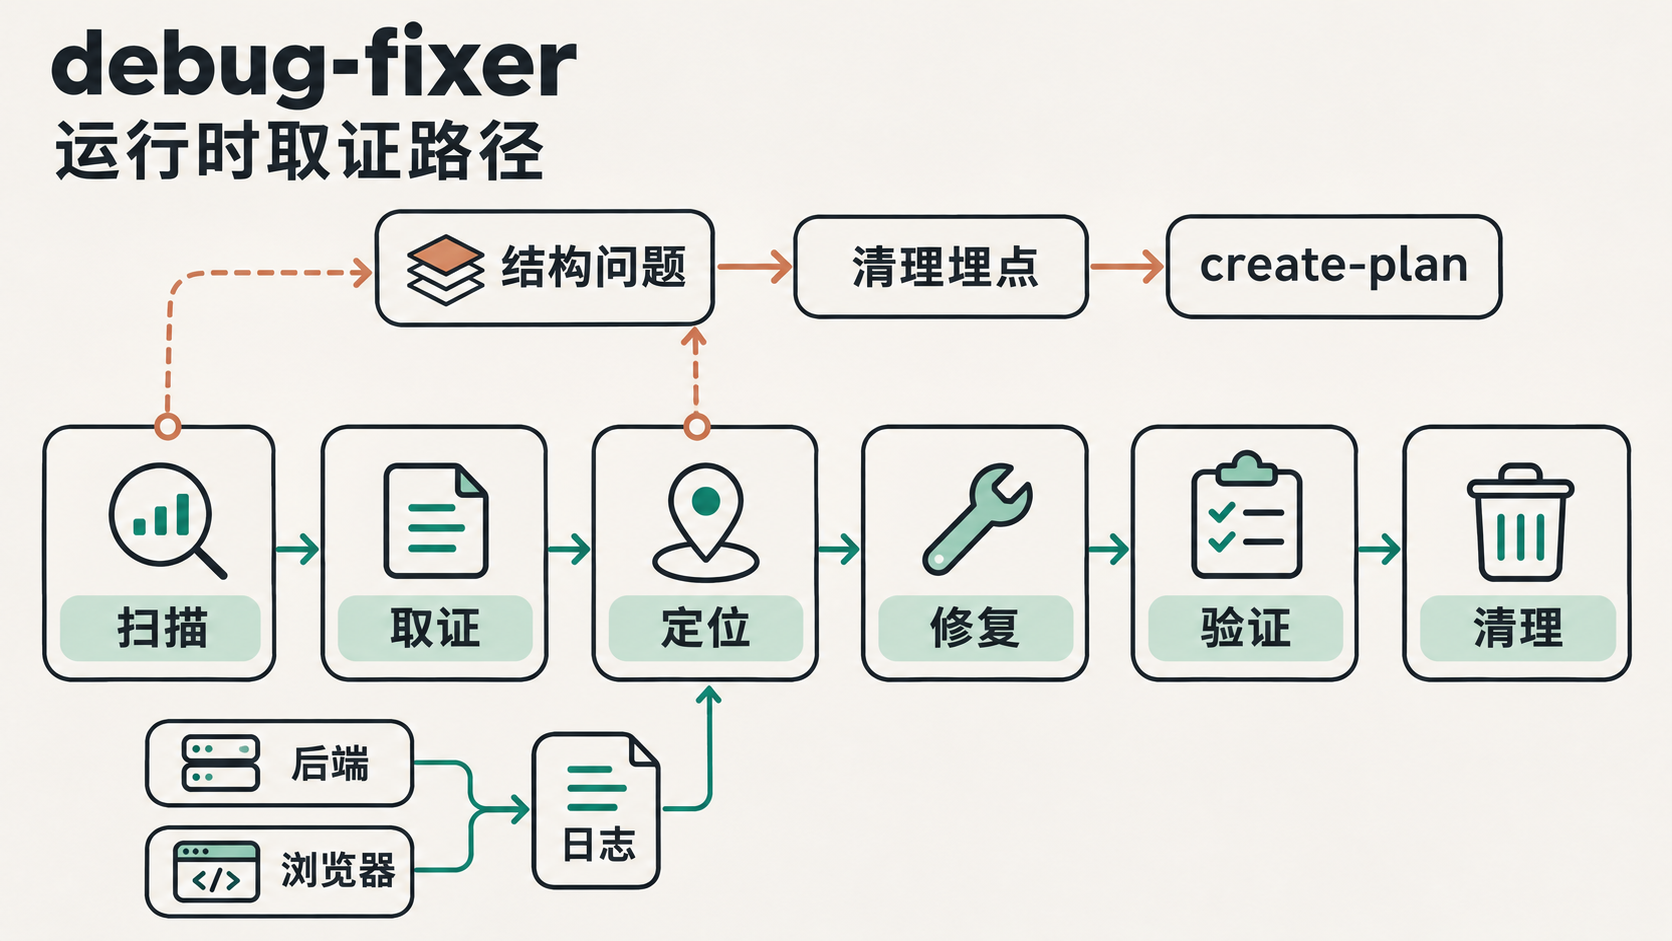 debug-fixer
运行时取证路径
结构问题
清理埋点
create-plan
扫描
取证
定位
修复
验证
清理
后端
浏览器
</>
日志